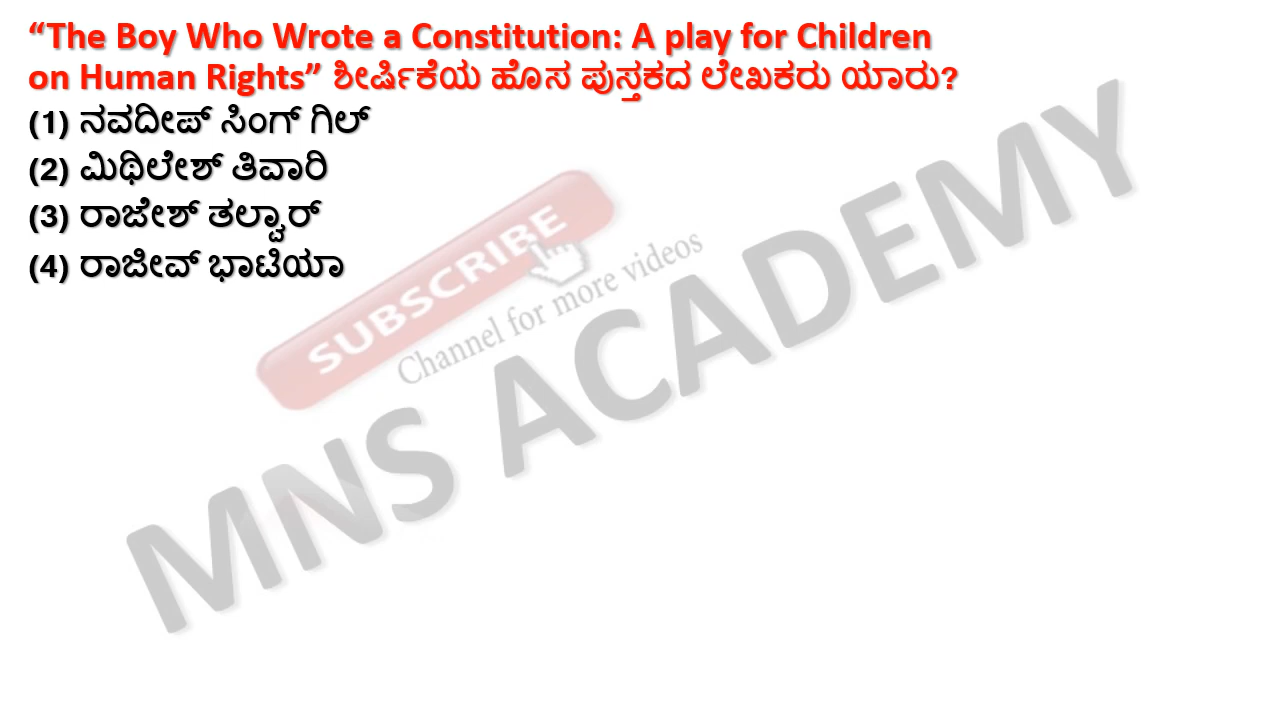 “The Boy Who Wrote a Constitution: A play for Children
on Human Rights” ಶೀರ್ಷಿಕೆಯ ಹೊಸ ಪುಸ್ತಕದ ಲೇಖಕರು ಯಾರು?
(1) ನವದೀಪ್ ಸಿಂಗ್ ಗಿಲ್
(2) ಮಿಥಿಲೇಶ್ ತಿವಾರಿ
(3) ರಾಜೇಶ್ ತಲ್ವಾರ್
(4) ರಾಜೀವ್ ಭಾಟಿಯಾ
SUBSCRIBE
Channel for more videos
MNS ACADEMY